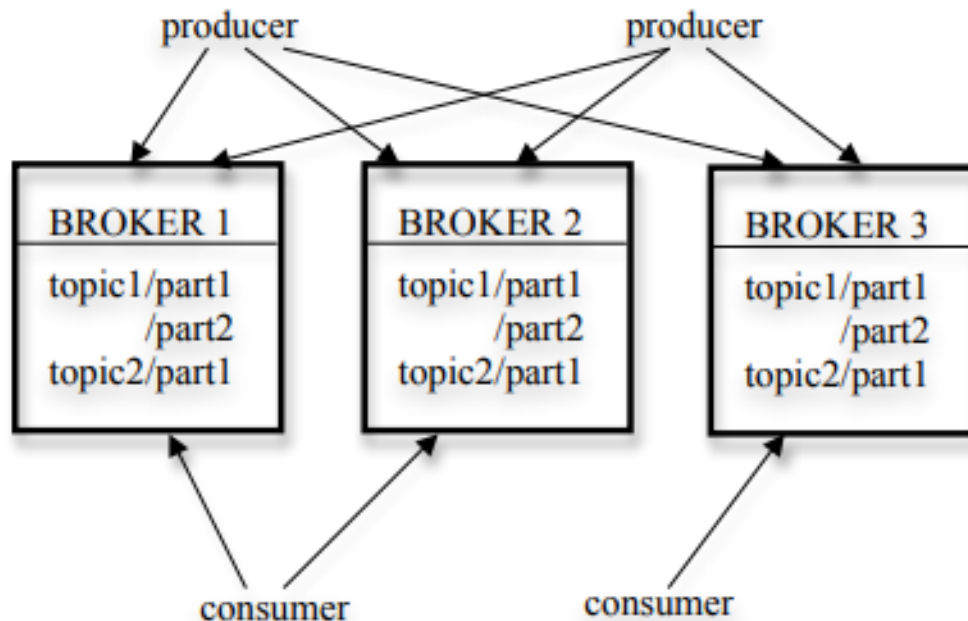 producer producer
BROKER 1
topic1/part1
/part2
topic2/part1
BROKER 2
topic1/part1
/part2
topic2/part1
BROKER 3
topic1/part1
/part2
topic2/part1
consumer consumer